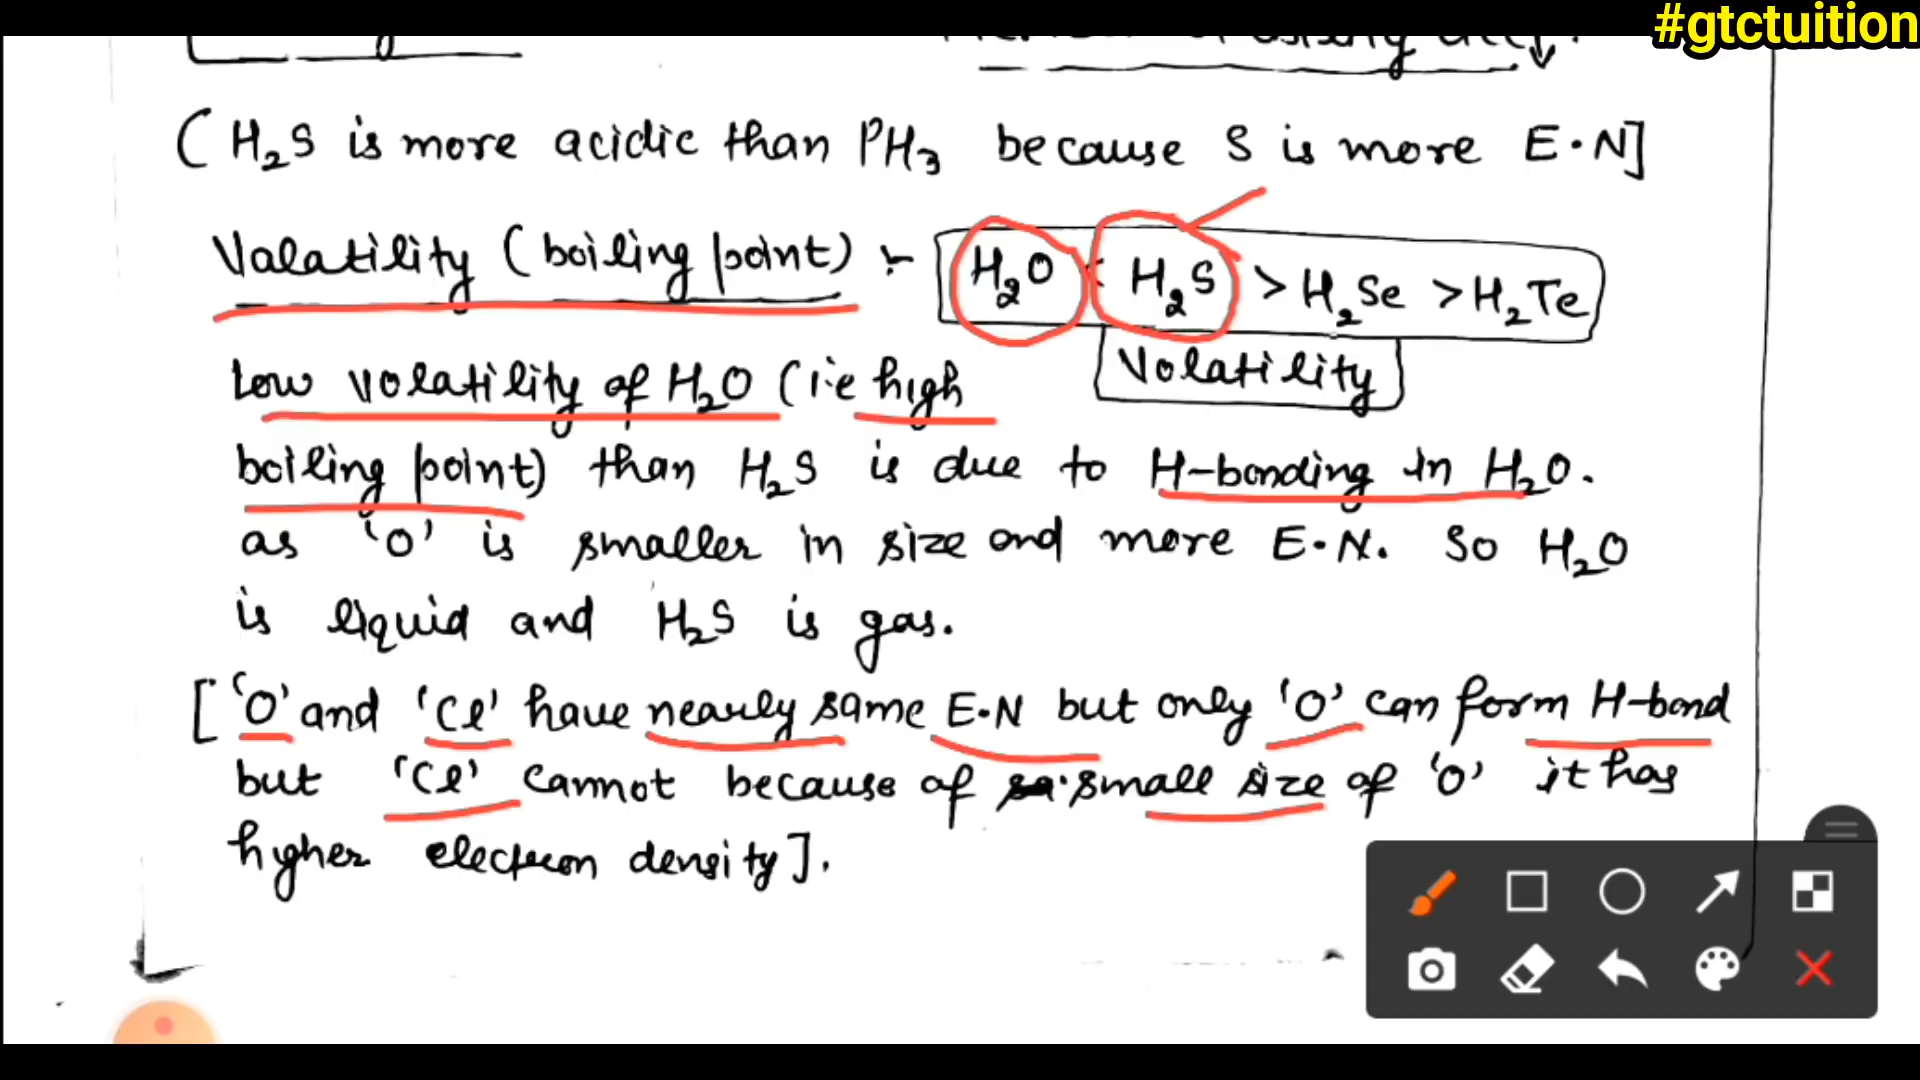 #gtctuition
( H₂S is more acidic than PH₃ because S is more E.N]
Valatility (boiling point) :- H₂O < H₂S > H₂Se > H₂Te
Volatility
Low volatility of H₂O (i.e high
boiling point) than H₂S is due to H-bonding in H₂O.
as 'O' is smaller in size and more E.N. So H₂O
is liquid and H₂S is gas.
['O' and 'Cl' have nearly same E.N but only 'O' can form H-bond
but 'Cl' cannot because of small size of 'O' it has
higher electron density].